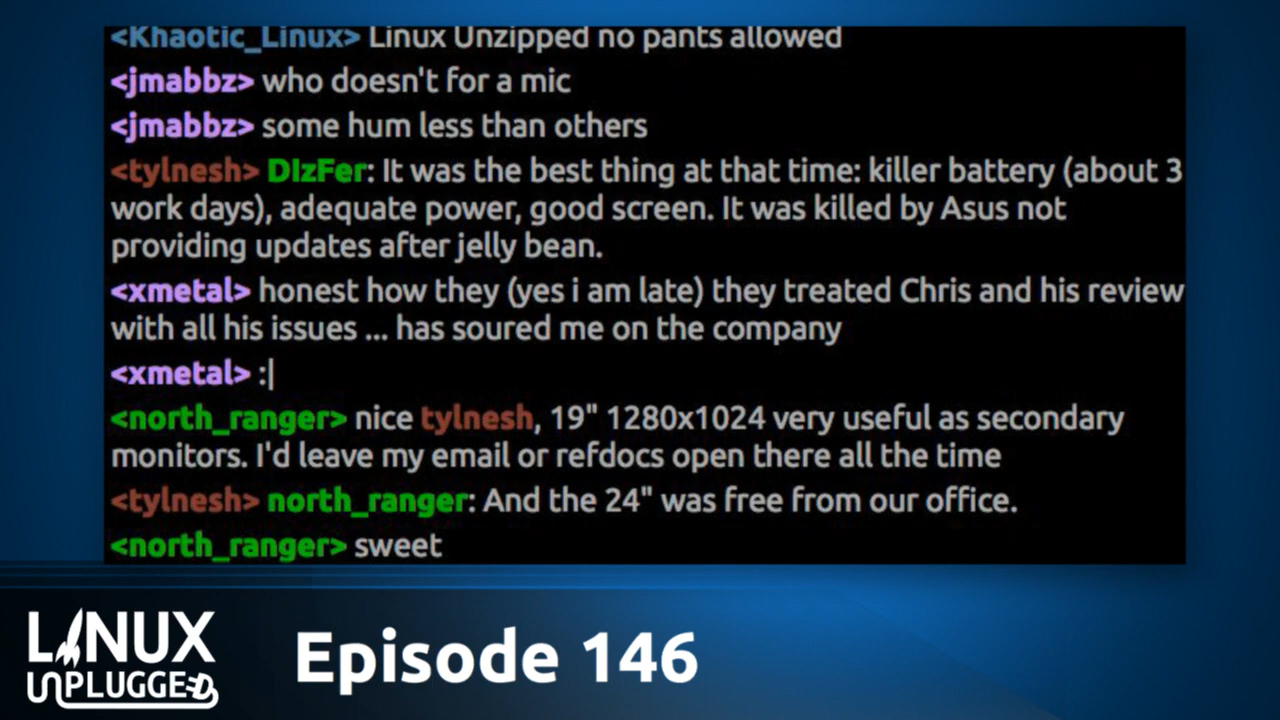 <Khaotic_Linux> Linux Unzipped no pants allowed
<jmabbz> who doesn't for a mic
<jmabbz> some hum less than others
<tylnesh> DIzFer: It was the best thing at that time: killer battery (about 3
work days), adequate power, good screen. It was killed by Asus not
providing updates after jelly bean.
<xmetal> honest how they (yes i am late) they treated Chris and his review
with all his issues ... has soured me on the company
<xmetal> :|
<north_ranger> nice tylnesh, 19" 1280x1024 very useful as secondary
monitors. I'd leave my email or refdocs open there all the time
<tylnesh> north_ranger: And the 24" was free from our office.
<north_ranger> sweet
LINUX
UNPLUGGED
Episode 146